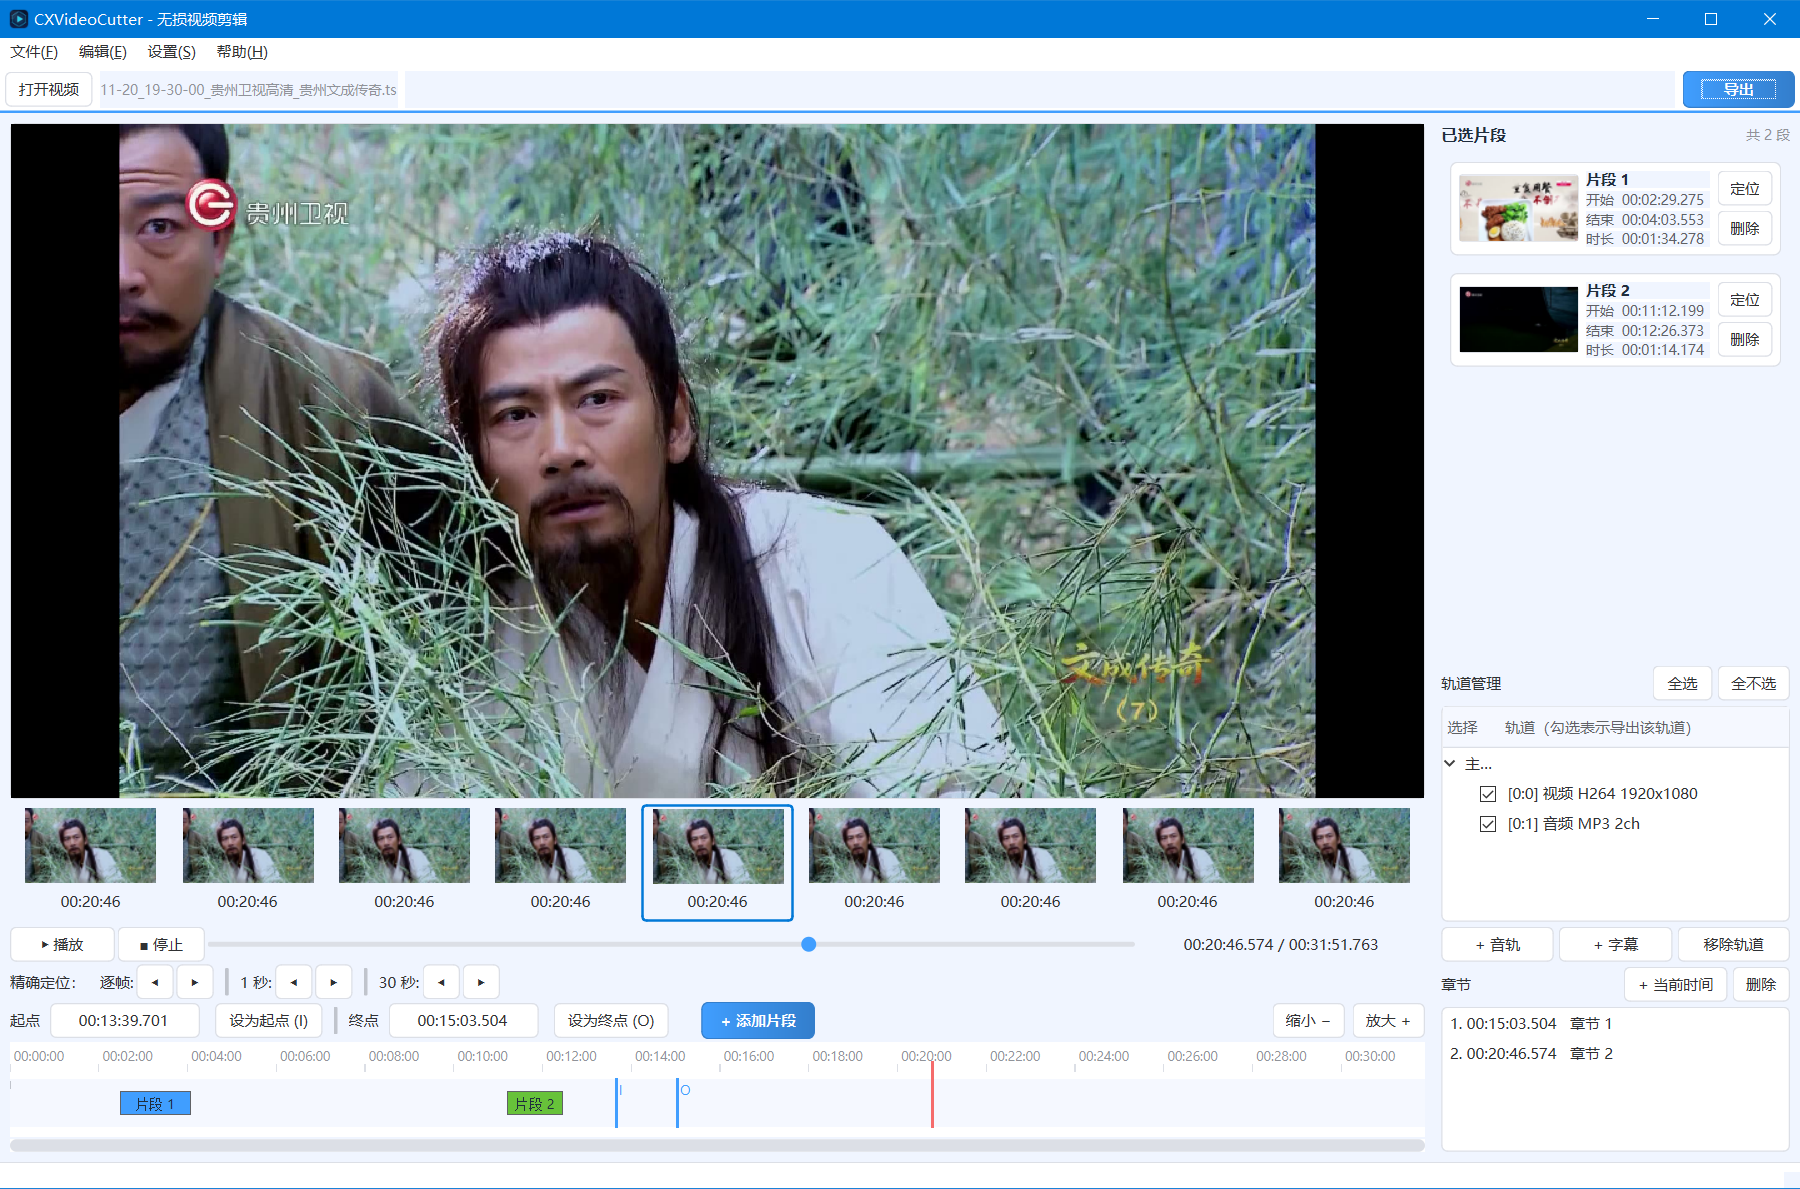 CXVideoCutter - 无损视频剪辑
文件(F) 编辑(E) 设置(S) 帮助(H)
打开视频 11-20_19-30-00_贵州卫视高清_贵州文成传奇.ts 导出
贵州卫视
文成传奇
(7)
已选片段 共 2 段
片段 1
开始 00:02:29.275
结束 00:04:03.553
时长 00:01:34.278
定位
删除
片段 2
开始 00:11:12.199
结束 00:12:26.373
时长 00:01:14.174
定位
删除
轨道管理 全选 全不选
选择 轨道（勾选表示导出该轨道）
主...
[0:0] 视频 H264 1920x1080
[0:1] 音频 MP3 2ch
+ 音轨 + 字幕 移除轨道
章节 + 当前时间 删除
1. 00:15:03.504 章节 1
2. 00:20:46.574 章节 2
00:20:46 00:20:46 00:20:46 00:20:46 00:20:46 00:20:46 00:20:46 00:20:46 00:20:46
播放 停止 00:20:46.574 / 00:31:51.763
精确定位： 逐帧: 1 秒: 30 秒:
起点 00:13:39.701 设为起点 (I) 终点 00:15:03.504 设为终点 (O) + 添加片段 缩小 − 放大 +
00:00:00 00:02:00 00:04:00 00:06:00 00:08:00 00:10:00 00:12:00 00:14:00 00:16:00 00:18:00 00:20:00 00:22:00 00:24:00 00:26:00 00:28:00 00:30:00
片段 1 片段 2 I O